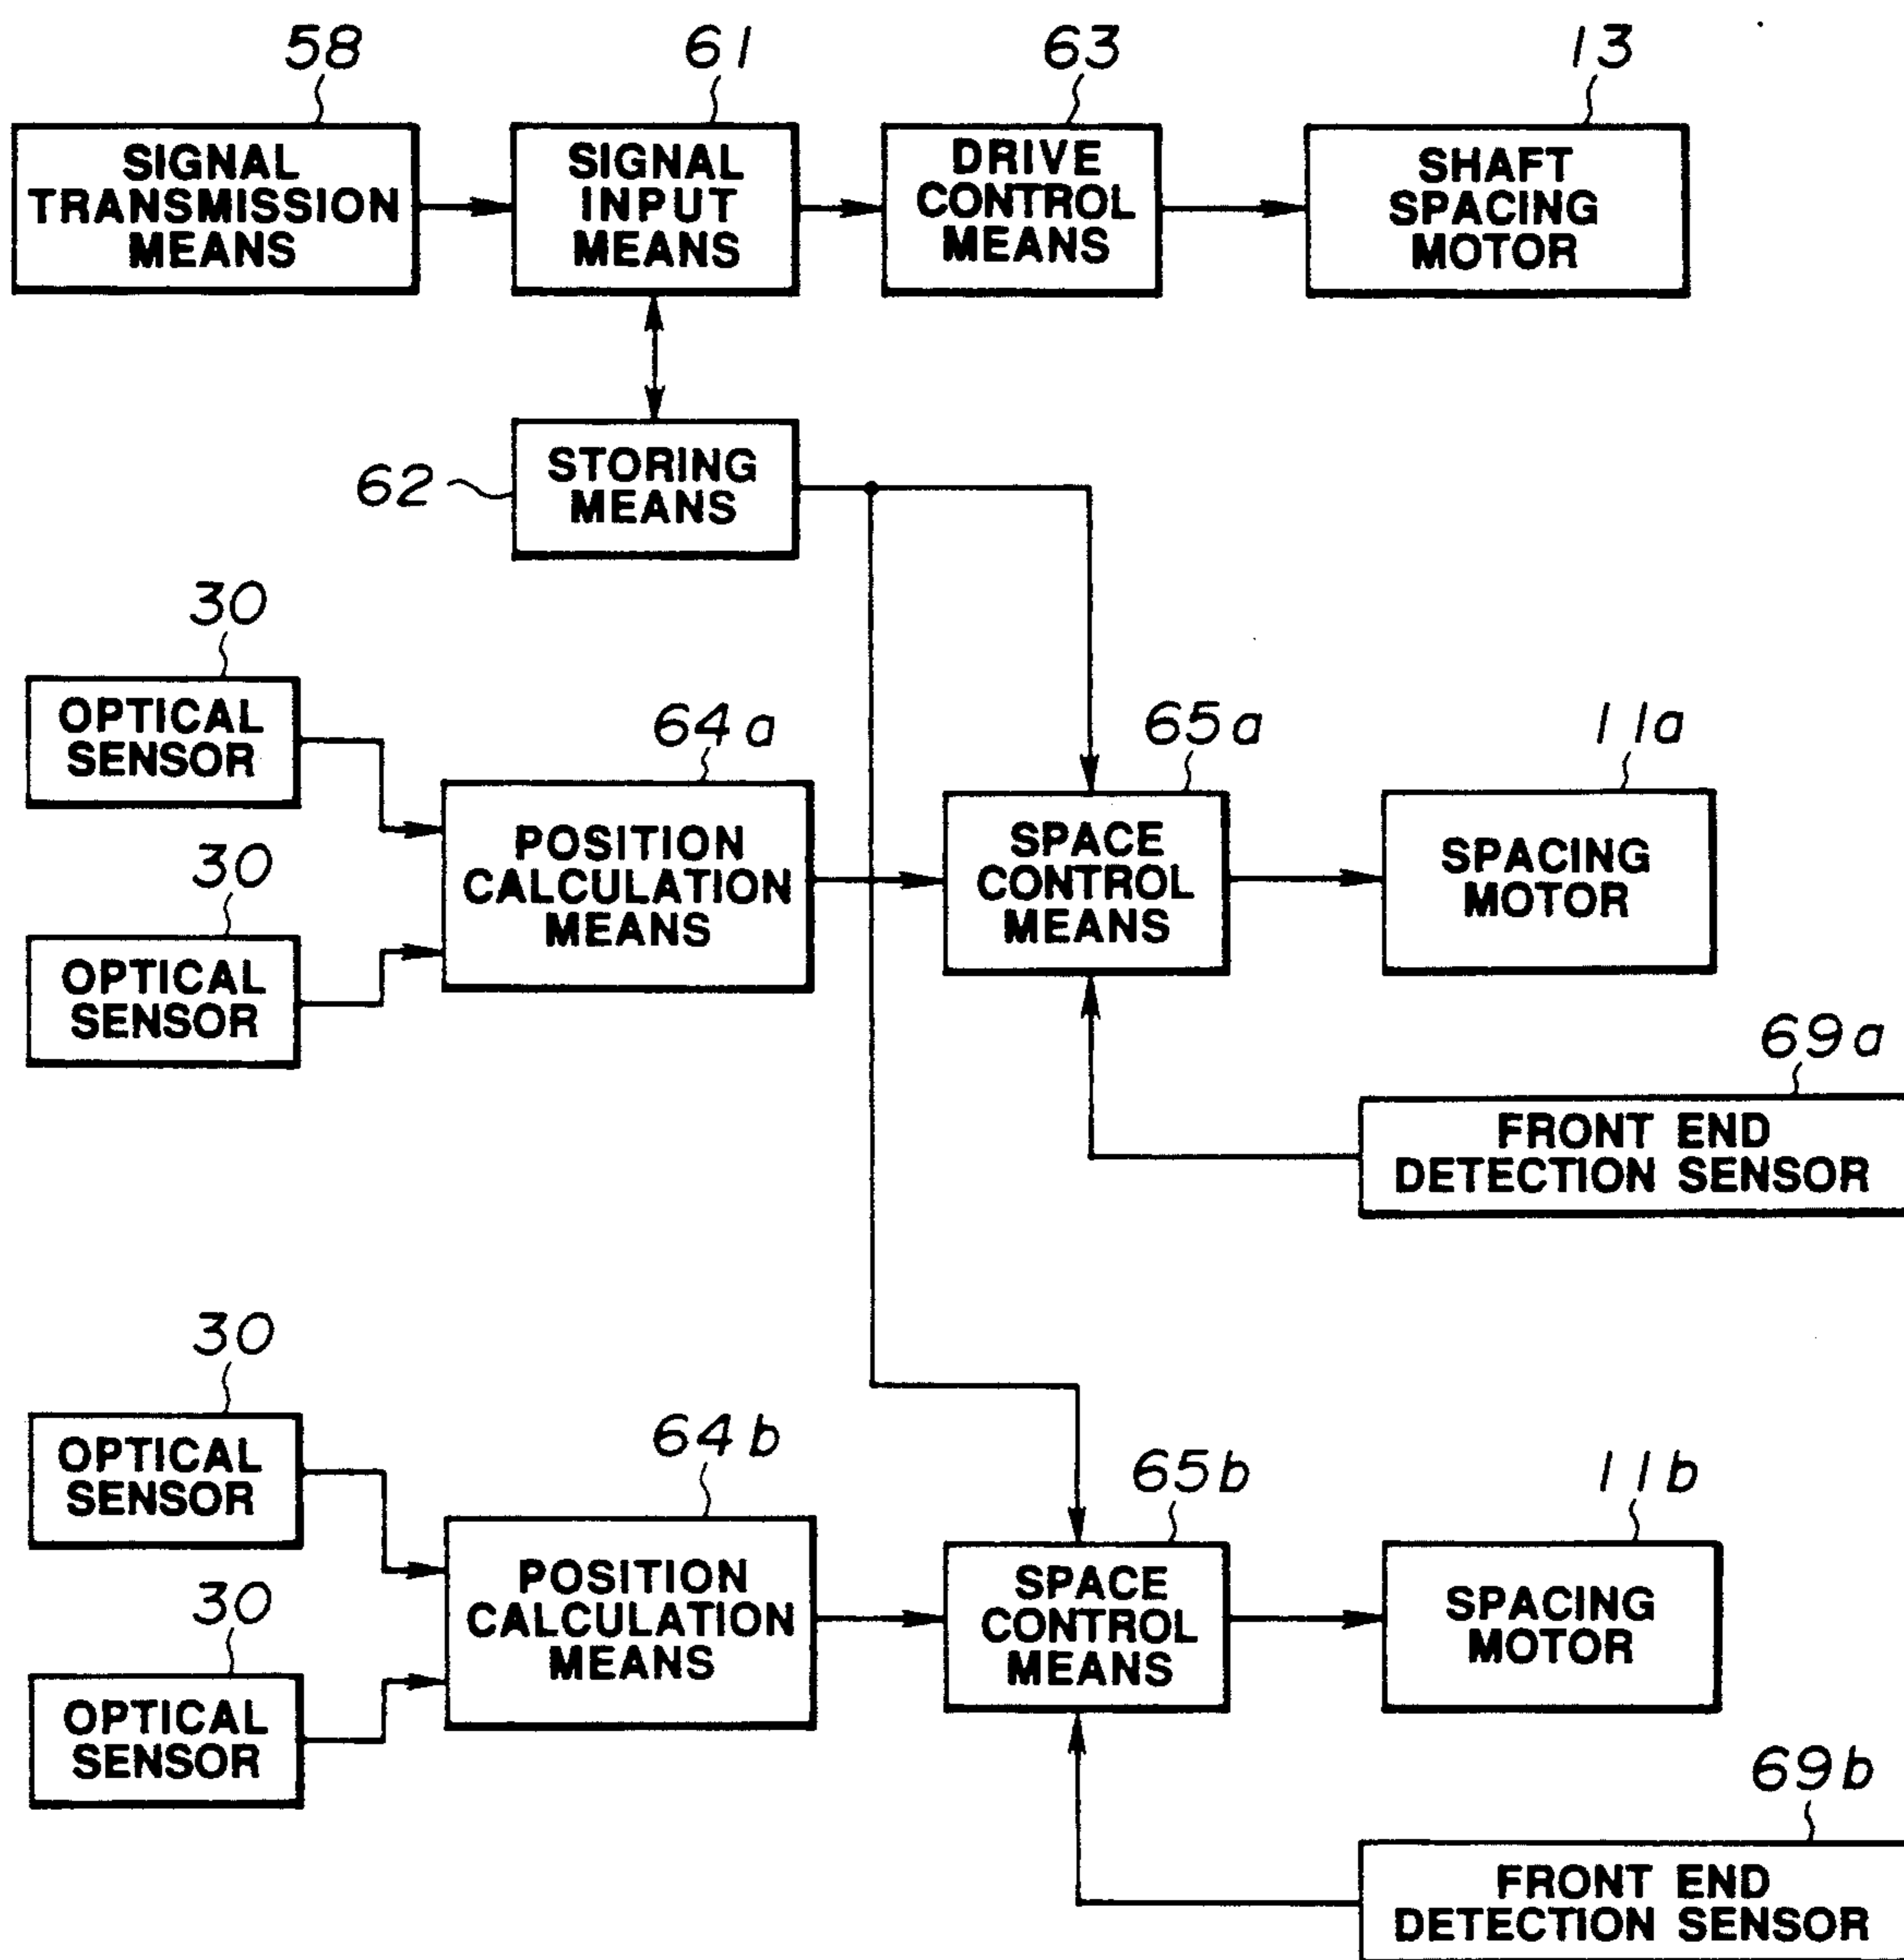 58
61
63
13
SIGNAL
TRANSMISSION
MEANS
SIGNAL
INPUT
MEANS
DRIVE
CONTROL
MEANS
SHAFT
SPACING
MOTOR
62
STORING
MEANS
30
OPTICAL
SENSOR
30
OPTICAL
SENSOR
64a
POSITION
CALCULATION
MEANS
65a
SPACE
CONTROL
MEANS
11a
SPACING
MOTOR
69a
FRONT END
DETECTION SENSOR
30
OPTICAL
SENSOR
30
OPTICAL
SENSOR
64b
POSITION
CALCULATION
MEANS
65b
SPACE
CONTROL
MEANS
11b
SPACING
MOTOR
69b
FRONT END
DETECTION SENSOR